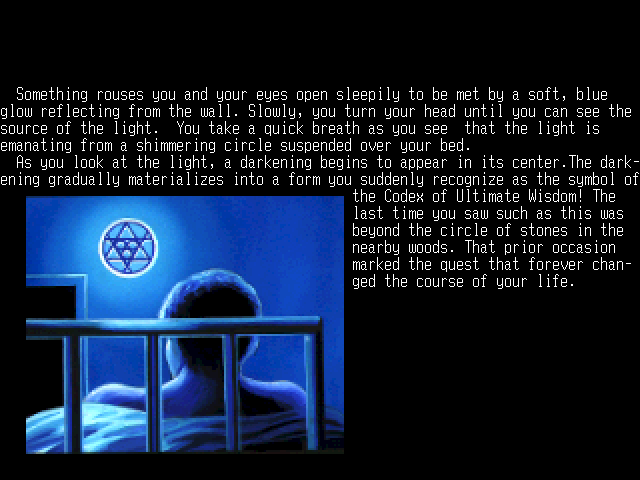 Something rouses you and your eyes open sleepily to be met by a soft, blue
glow reflecting from the wall. Slowly, you turn your head until you can see the
source of the light.  You take a quick breath as you see  that the light is
emanating from a shimmering circle suspended over your bed.
As you look at the light, a darkening begins to appear in its center.The dark-
ening gradually materializes into a form you suddenly recognize as the symbol of
the Codex of Ultimate Wisdom! The
last time you saw such as this was
beyond the circle of stones in the
nearby woods. That prior occasion
marked the quest that forever chan-
ged the course of your life.